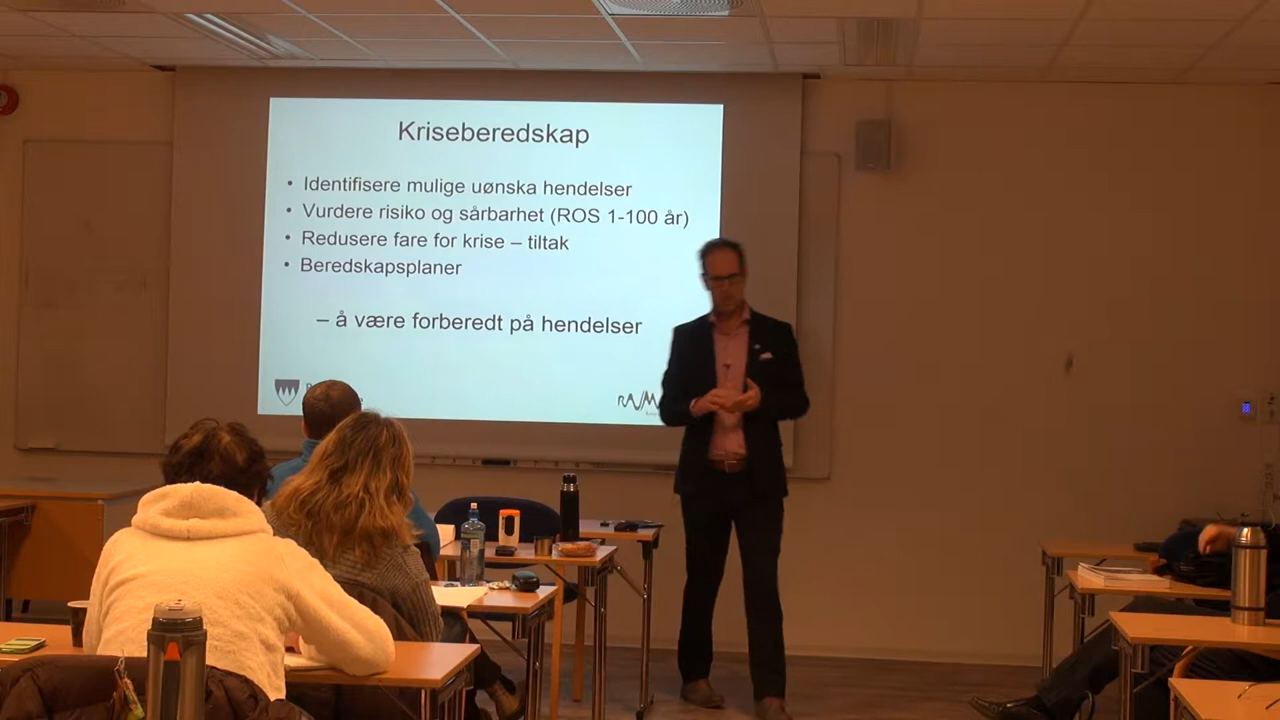 Kriseberedskap
• Identifisere mulige uønska hendelser
• Vurdere risiko og sårbarhet (ROS 1-100 år)
• Redusere fare for krise – tiltak
• Beredskapsplaner
– å være forberedt på hendelser